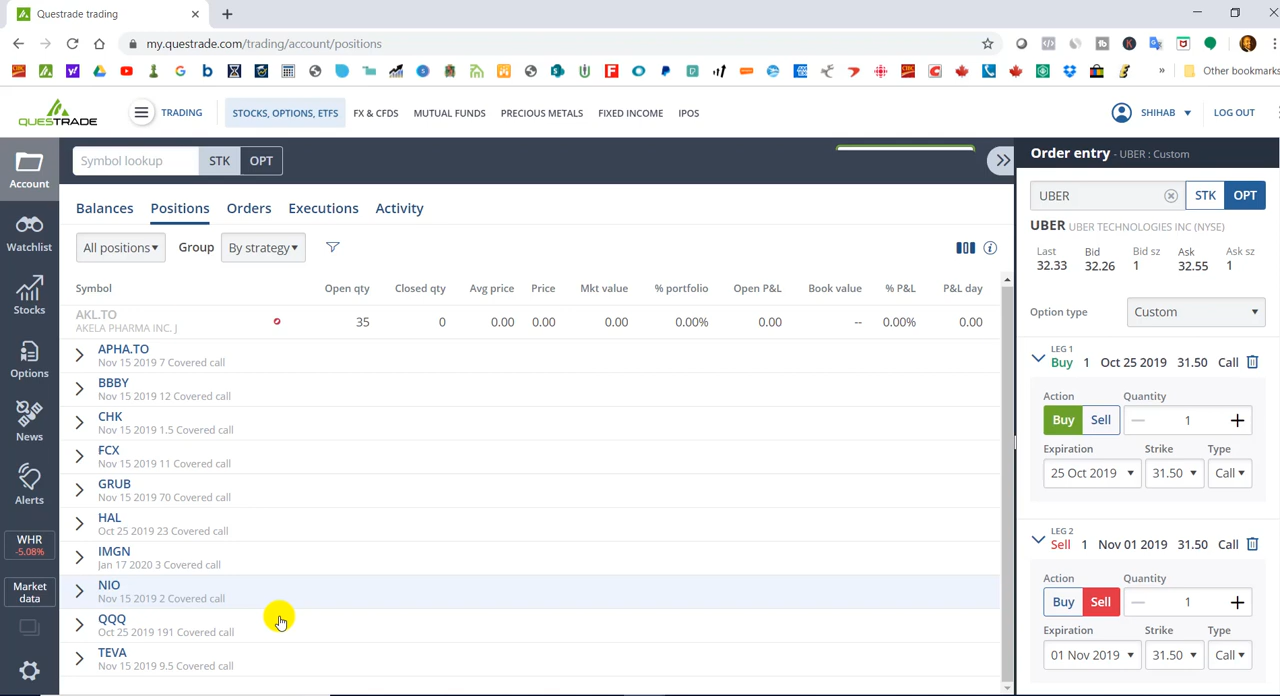 Questrade trading
my.questrade.com/trading/account/positions
Other bookmarks
QUESTRADE
TRADING
STOCKS, OPTIONS, ETFS
FX & CFDS
MUTUAL FUNDS
PRECIOUS METALS
FIXED INCOME
IPOS
SHIHAB
LOG OUT
Account
Watchlist
Stocks
Options
News
Alerts
WHR
-5.08%
Market
data
Symbol lookup
STK
OPT
Balances
Positions
Orders
Executions
Activity
All positions
Group
By strategy
Symbol Open qty Closed qty Avg price Price Mkt value % portfolio Open P&L Book value % P&L P&L day
AKL.TO
AKELA PHARMA INC. J
35 0 0.00 0.00 0.00 0.00% 0.00 -- 0.00% 0.00
APHA.TO
Nov 15 2019 7 Covered call
BBBY
Nov 15 2019 12 Covered call
CHK
Nov 15 2019 1.5 Covered call
FCX
Nov 15 2019 11 Covered call
GRUB
Nov 15 2019 70 Covered call
HAL
Oct 25 2019 23 Covered call
IMGN
Jan 17 2020 3 Covered call
NIO
Nov 15 2019 2 Covered call
QQQ
Oct 25 2019 191 Covered call
TEVA
Nov 15 2019 9.5 Covered call
Order entry - UBER : Custom
UBER
STK
OPT
UBER UBER TECHNOLOGIES INC (NYSE)
Last Bid Bid sz Ask Ask sz
32.33 32.26 1 32.55 1
Option type
Custom
LEG 1
Buy 1 Oct 25 2019 31.50 Call
Action Quantity
Buy Sell 1
Expiration Strike Type
25 Oct 2019 31.50 Call
LEG 2
Sell 1 Nov 01 2019 31.50 Call
Action Quantity
Buy Sell 1
Expiration Strike Type
01 Nov 2019 31.50 Call